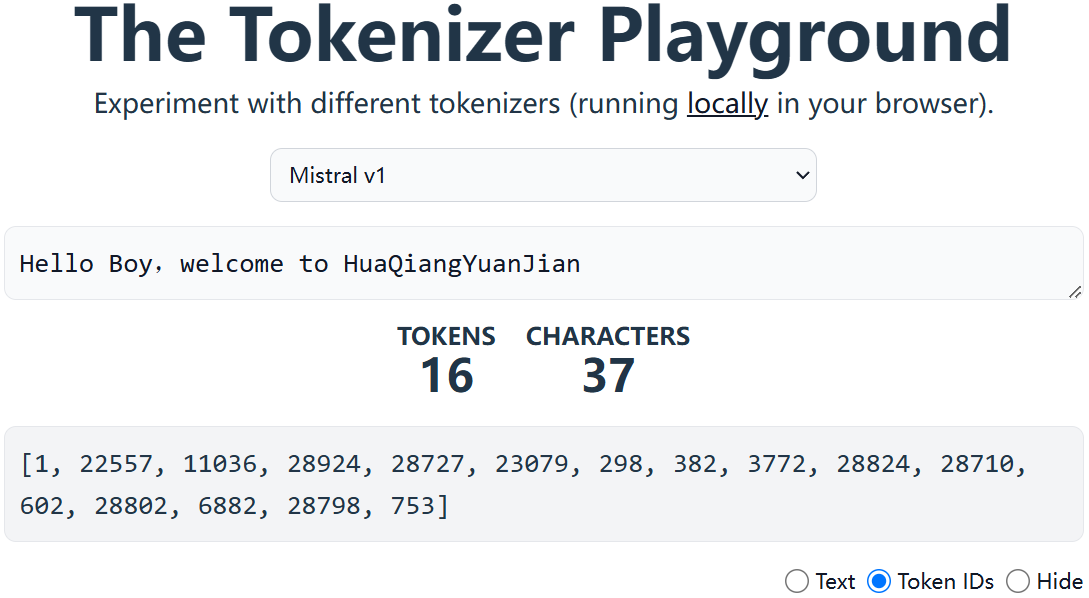 The Tokenizer Playground
Experiment with different tokenizers (running locally in your browser).
Mistral v1
Hello Boy，welcome to HuaQiangYuanJian
TOKENS CHARACTERS
16 37
[1, 22557, 11036, 28924, 28727, 23079, 298, 382, 3772, 28824, 28710,
602, 28802, 6882, 28798, 753]
Text Token IDs Hide